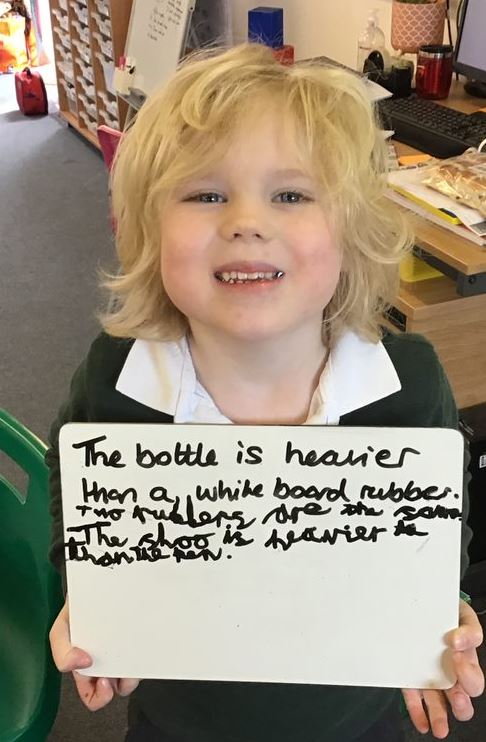 The bottle is heavier
than a white board rubber.
two rubbers are the same
The shoo is heavier
than the pen.